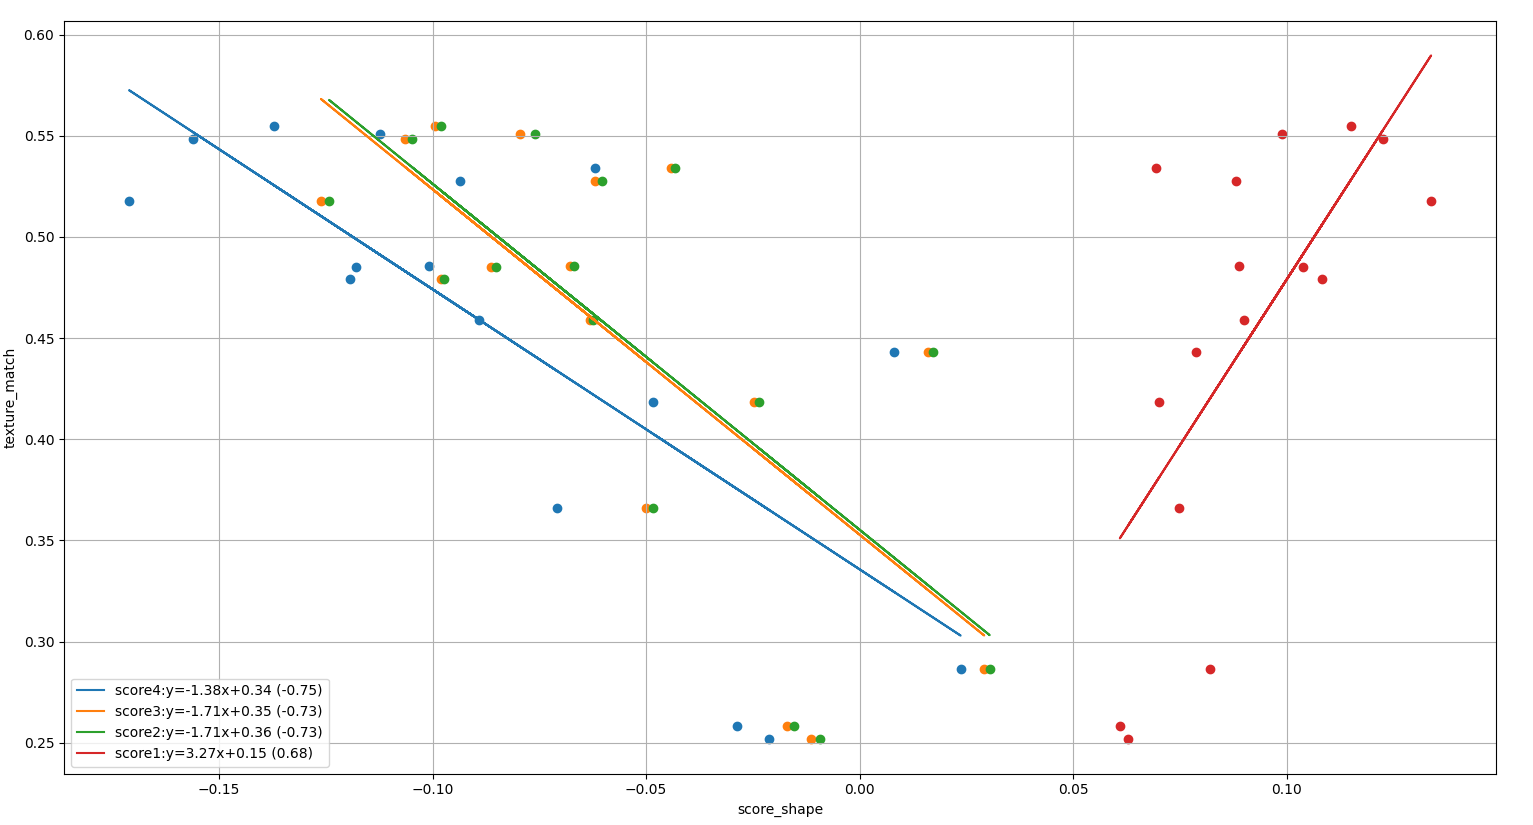 0.60
0.55
0.50
0.45
0.40
0.35
0.30
0.25
texture_match
score4:y=-1.38x+0.34 (-0.75)
score3:y=-1.71x+0.35 (-0.73)
score2:y=-1.71x+0.36 (-0.73)
score1:y=3.27x+0.15 (0.68)
−0.15 −0.10 −0.05 0.00 0.05 0.10
score_shape